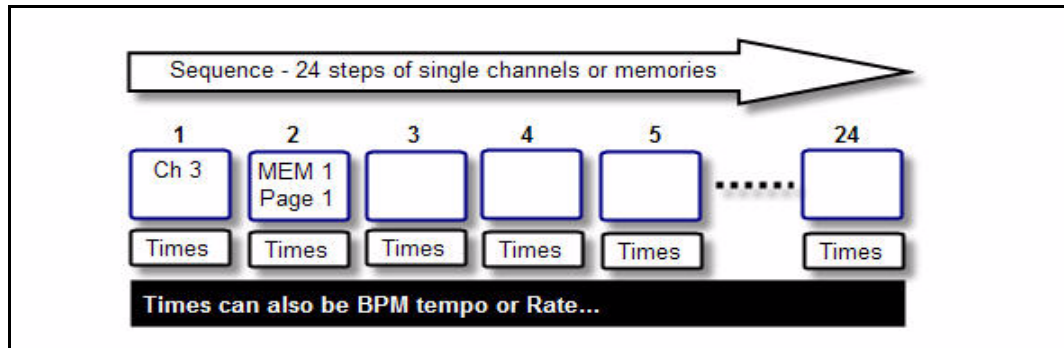 Sequence - 24 steps of single channels or memories
1 2 3 4 5 24
Ch 3
MEM 1
Page 1
Times Times Times Times Times Times
Times can also be BPM tempo or Rate...